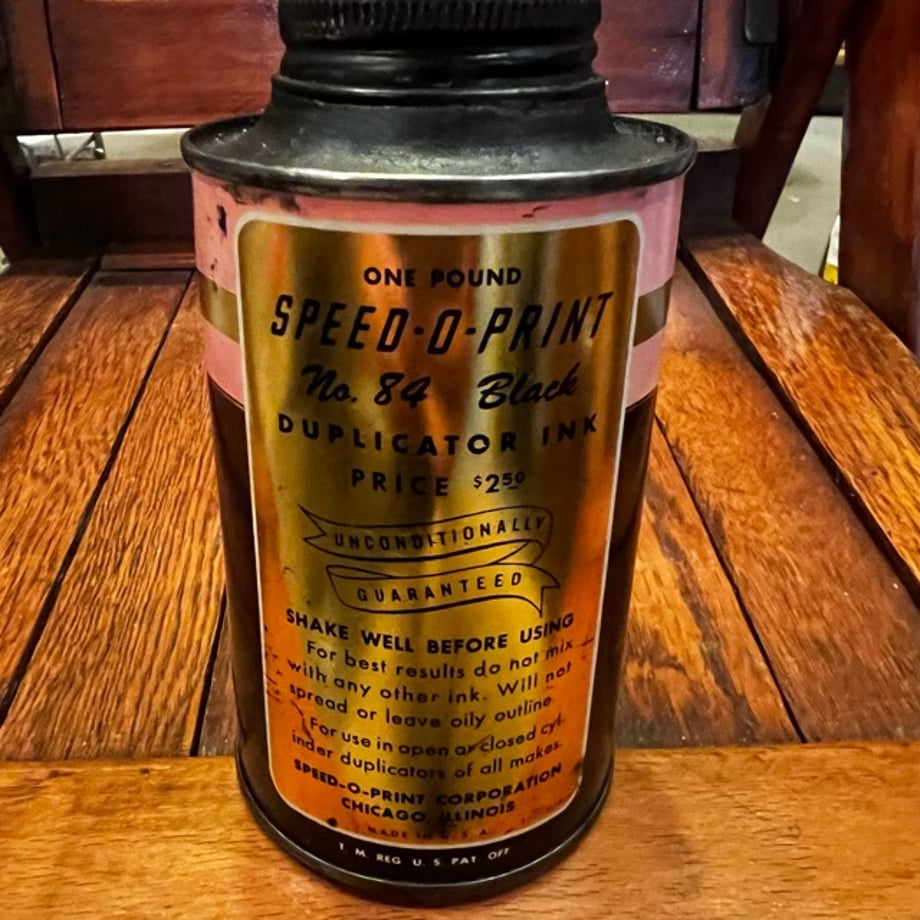 ONE POUND
SPEED-O-PRINT
No. 84 Black
DUPLICATOR INK
PRICE $2.50
UNCONDITIONALLY
GUARANTEED
SHAKE WELL BEFORE USING
For best results do not mix
with any other ink. Will not
spread or leave oily outline.
For use in open or closed cyl-
inder duplicators of all makes.
SPEED-O-PRINT CORPORATION
CHICAGO, ILLINOIS
MADE IN U. S. A.
T. M. REG. U. S. PAT. OFF.